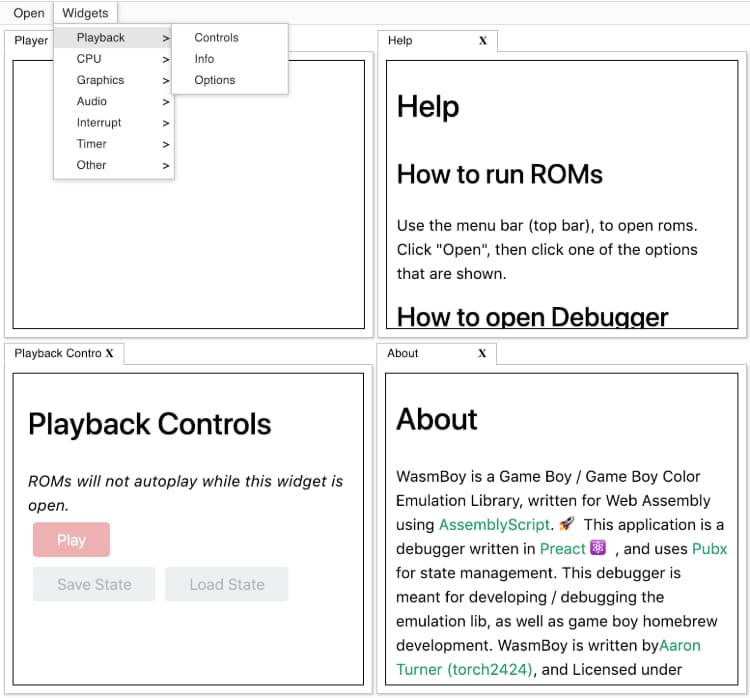 Open Widgets
Player
Playback >
CPU >
Graphics >
Audio >
Interrupt >
Timer >
Other >
Controls
Info
Options
Help X
Help
How to run ROMs
Use the menu bar (top bar), to open roms.
Click "Open", then click one of the options
that are shown.
How to open Debugger
Playback Contro X
Playback Controls
ROMs will not autoplay while this widget is
open.
Play
Save State Load State
About X
About
WasmBoy is a Game Boy / Game Boy Color
Emulation Library, written for Web Assembly
using AssemblyScript. 🚀 This application is a
debugger written in Preact ⚛️ , and uses Pubx
for state management. This debugger is
meant for developing / debugging the
emulation lib, as well as game boy homebrew
development. WasmBoy is written byAaron
Turner (torch2424), and Licensed under